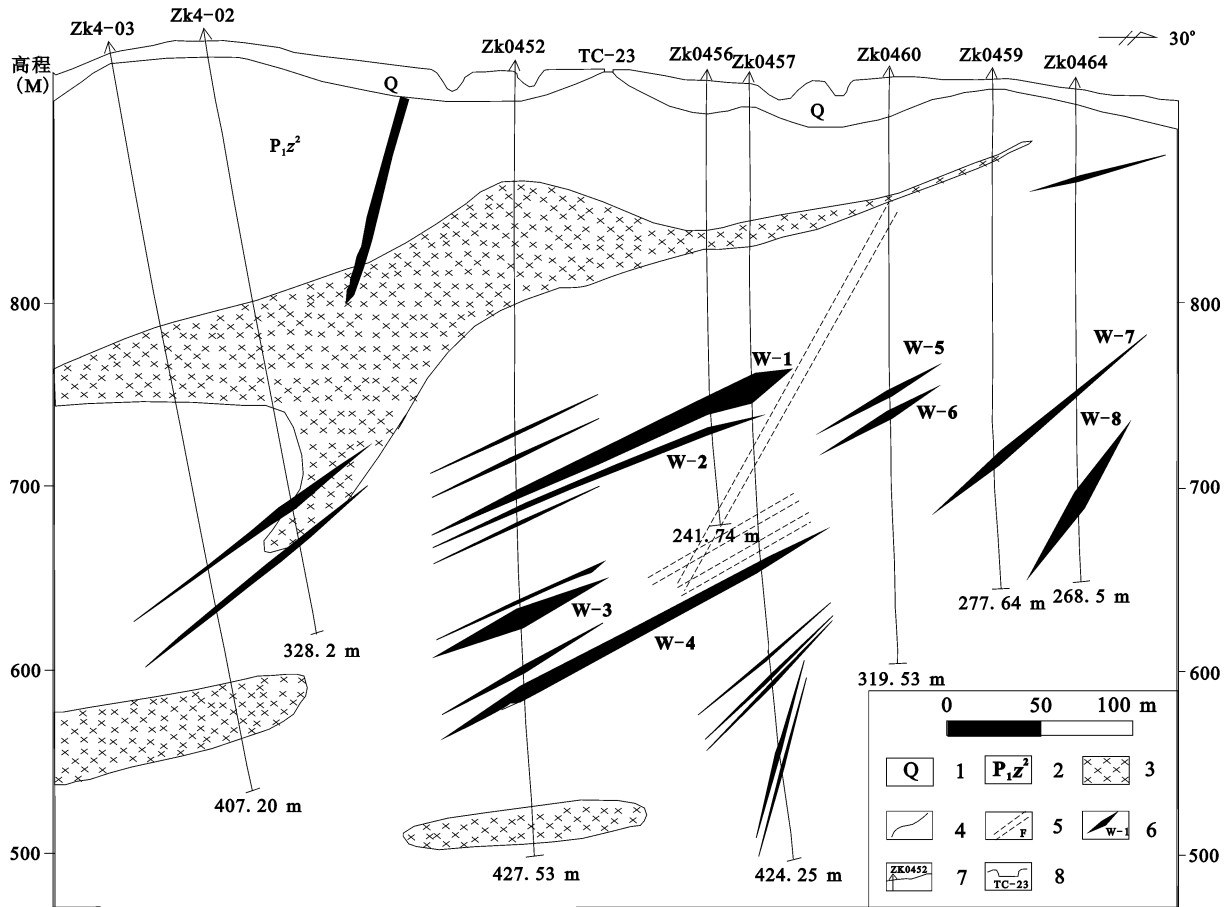 Zk4-03
Zk4-02
Zk0452
TC-23
Zk0456
Zk0457
Zk0460
Zk0459
Zk0464
30°
高程
(M)
Q
Q
P₁z²
800
800
700
700
600
600
500
500
W-1
W-2
W-3
W-4
W-5
W-6
W-7
W-8
241.74 m
328.2 m
407.20 m
427.53 m
424.25 m
319.53 m
277.64 m
268.5 m
0 50 100 m
Q 1 P₁z² 2 3
4 F 5 W-1 6
ZK0452 7 TC-23 8